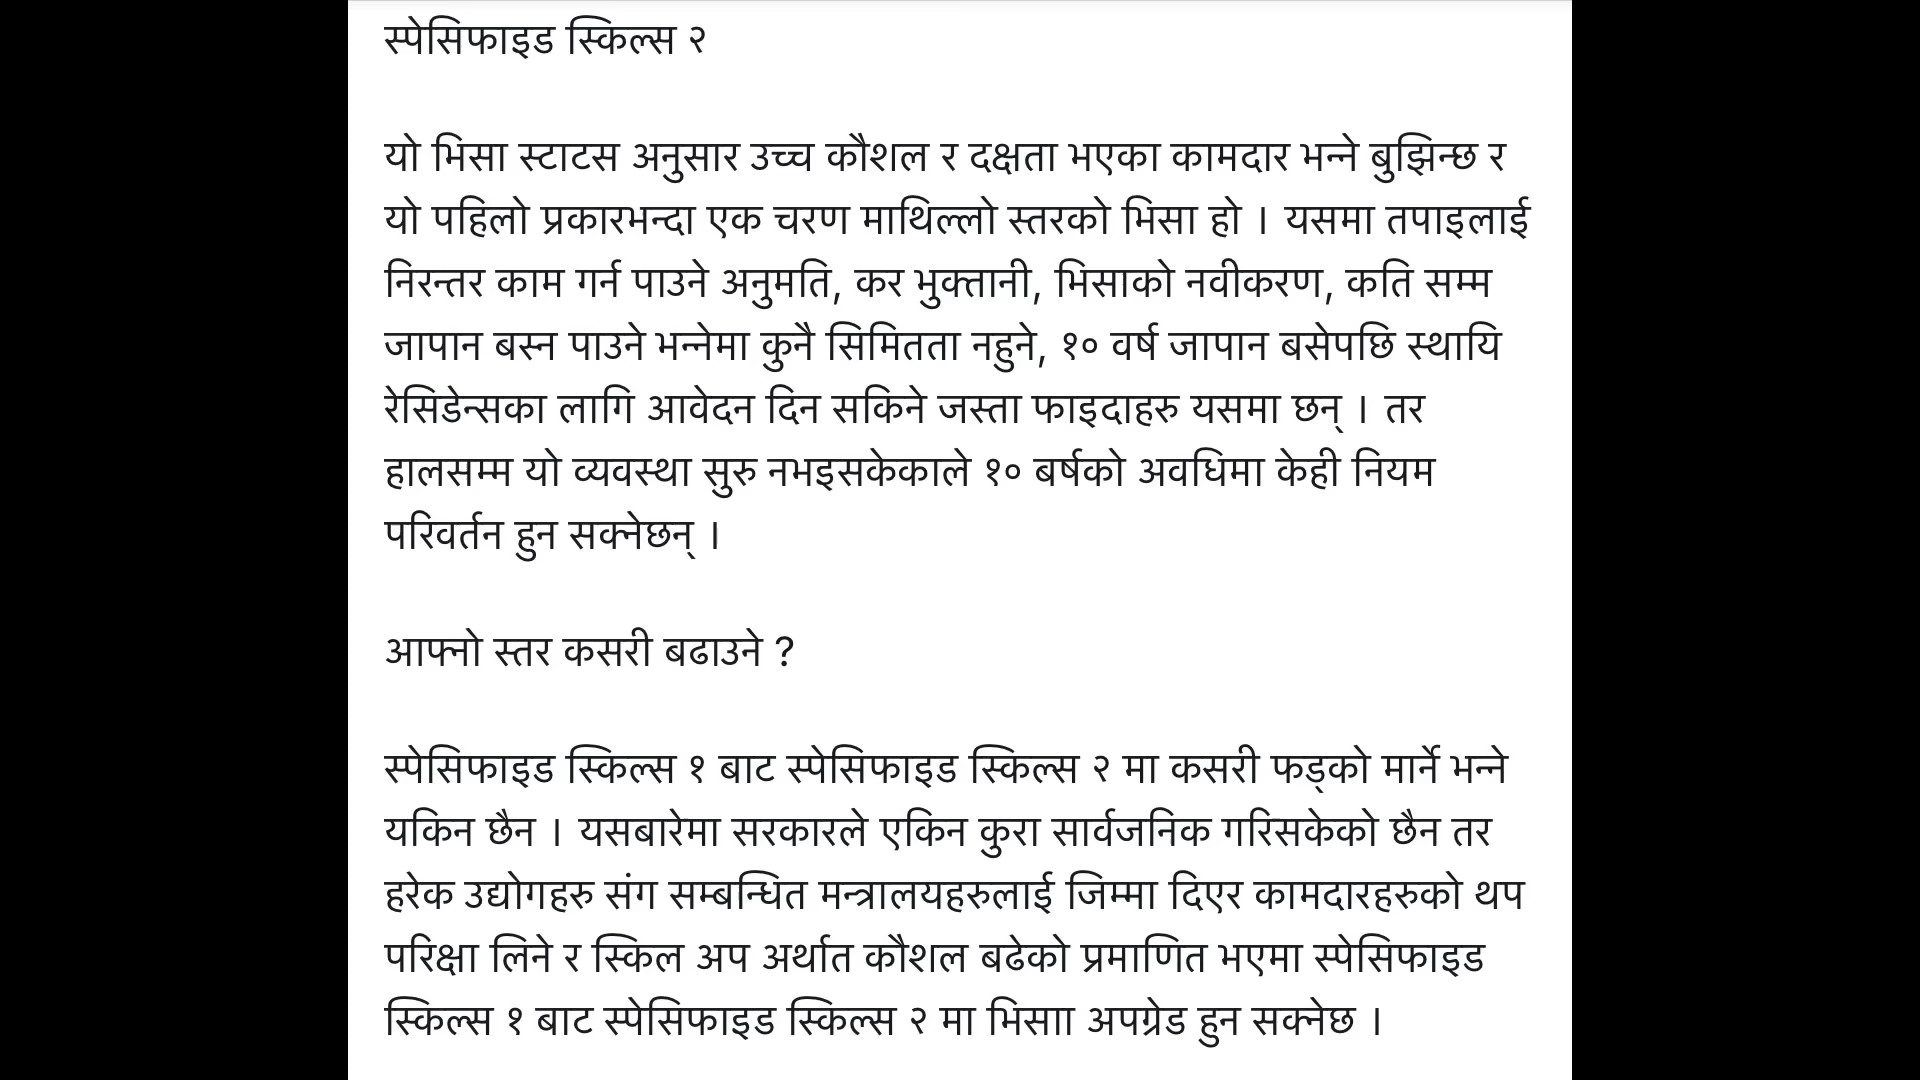 स्पेसिफाइड स्किल्स २
यो भिसा स्टाटस अनुसार उच्च कौशल र दक्षता भएका कामदार भन्ने बुझिन्छ र
यो पहिलो प्रकारभन्दा एक चरण माथिल्लो स्तरको भिसा हो । यसमा तपाइलाई
निरन्तर काम गर्न पाउने अनुमति, कर भुक्तानी, भिसाको नवीकरण, कति सम्म
जापान बस्न पाउने भन्नेमा कुनै सिमितता नहुने, १० वर्ष जापान बसेपछि स्थायि
रेसिडेन्सका लागि आवेदन दिन सकिने जस्ता फाइदाहरु यसमा छन् । तर
हालसम्म यो व्यवस्था सुरु नभइसकेकाले १० बर्षको अवधिमा केही नियम
परिवर्तन हुन सक्नेछन् ।
आफ्नो स्तर कसरी बढाउने ?
स्पेसिफाइड स्किल्स १ बाट स्पेसिफाइड स्किल्स २ मा कसरी फड्को मार्ने भन्ने
यकिन छैन । यसबारेमा सरकारले एकिन कुरा सार्वजनिक गरिसकेको छैन तर
हरेक उद्योगहरु संग सम्बन्धित मन्त्रालयहरुलाई जिम्मा दिएर कामदारहरुको थप
परिक्षा लिने र स्किल अप अर्थात कौशल बढेको प्रमाणित भएमा स्पेसिफाइड
स्किल्स १ बाट स्पेसिफाइड स्किल्स २ मा भिसाा अपग्रेड हुन सक्नेछ ।